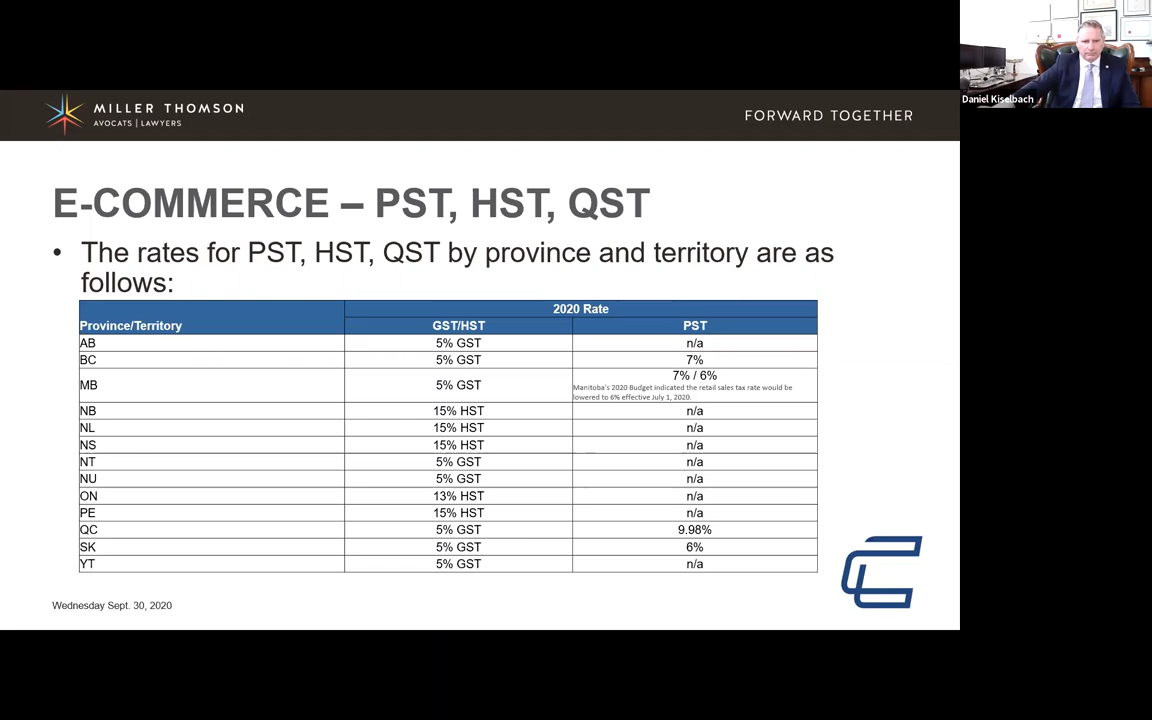 Daniel Kiselbach
MILLER THOMSON
AVOCATS | LAWYERS
FORWARD TOGETHER
E-COMMERCE – PST, HST, QST
• The rates for PST, HST, QST by province and territory are as
follows:
2020 Rate
Province/Territory GST/HST PST
AB 5% GST n/a
BC 5% GST 7%
MB 5% GST 7% / 6%
Manitoba's 2020 Budget indicated the retail sales tax rate would be
lowered to 6% effective July 1, 2020.
NB 15% HST n/a
NL 15% HST n/a
NS 15% HST n/a
NT 5% GST n/a
NU 5% GST n/a
ON 13% HST n/a
PE 15% HST n/a
QC 5% GST 9.98%
SK 5% GST 6%
YT 5% GST n/a
Wednesday Sept. 30, 2020